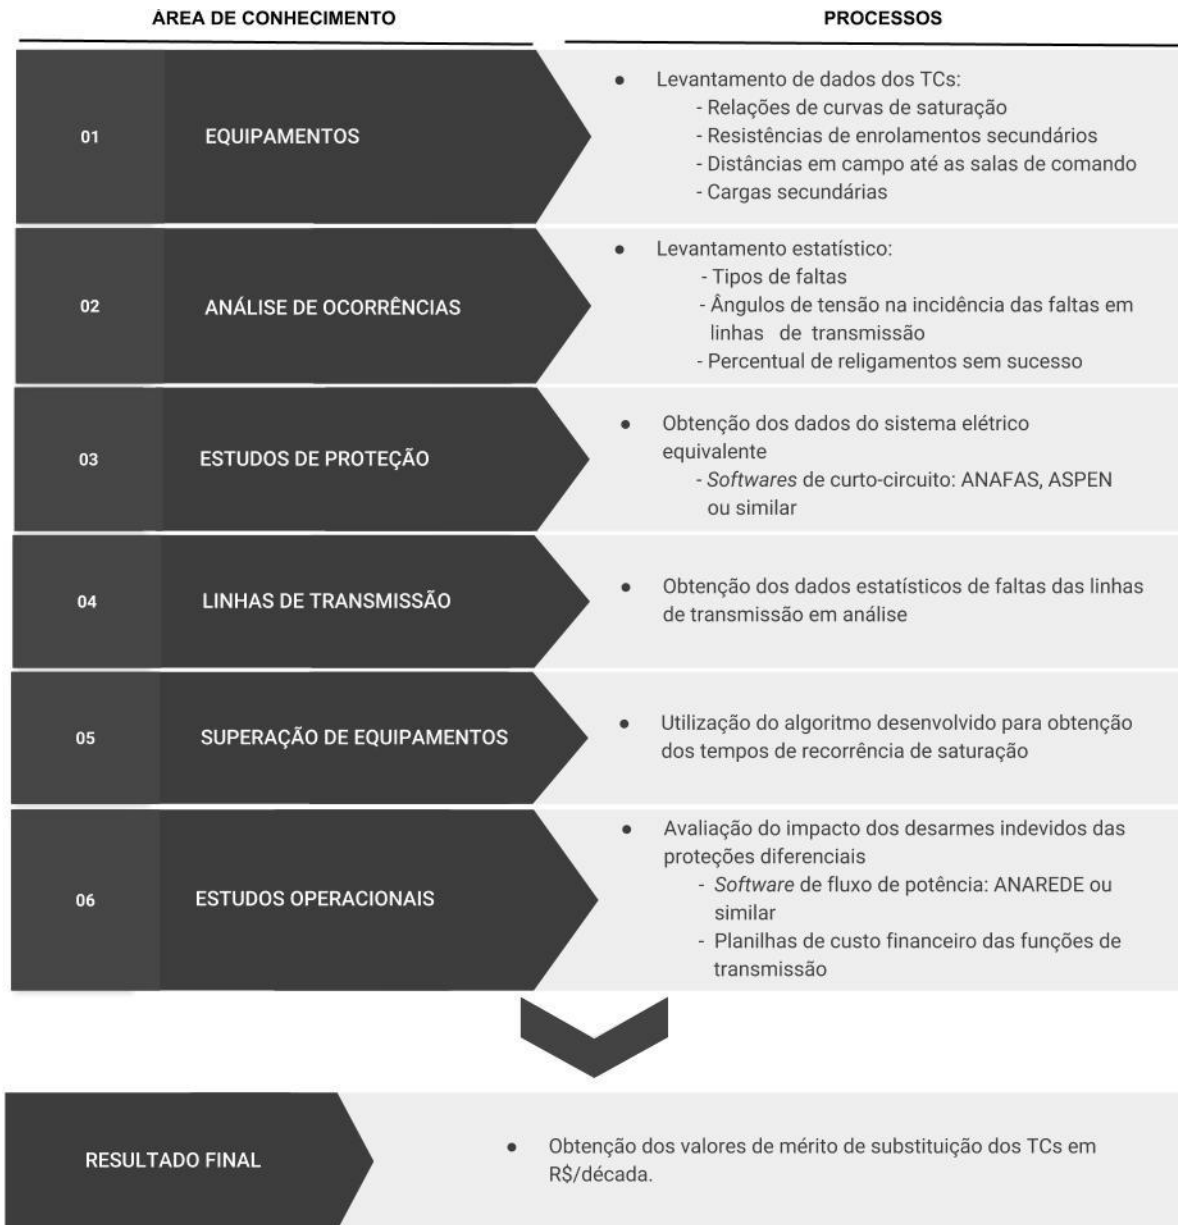 ÁREA DE CONHECIMENTO
PROCESSOS
01
EQUIPAMENTOS
● Levantamento de dados dos TCs:
- Relações de curvas de saturação
- Resistências de enrolamentos secundários
- Distâncias em campo até as salas de comando
- Cargas secundárias
02
ANÁLISE DE OCORRÊNCIAS
● Levantamento estatístico:
- Tipos de faltas
- Ângulos de tensão na incidência das faltas em
linhas de transmissão
- Percentual de religamentos sem sucesso
03
ESTUDOS DE PROTEÇÃO
● Obtenção dos dados do sistema elétrico
equivalente
- Softwares de curto-circuito: ANAFAS, ASPEN
ou similar
04
LINHAS DE TRANSMISSÃO
● Obtenção dos dados estatísticos de faltas das linhas
de transmissão em análise
05
SUPERAÇÃO DE EQUIPAMENTOS
● Utilização do algoritmo desenvolvido para obtenção
dos tempos de recorrência de saturação
06
ESTUDOS OPERACIONAIS
● Avaliação do impacto dos desarmes indevidos das
proteções diferenciais
- Software de fluxo de potência: ANAREDE ou
similar
- Planilhas de custo financeiro das funções de
transmissão
RESULTADO FINAL
● Obtenção dos valores de mérito de substituição dos TCs em
R$/década.